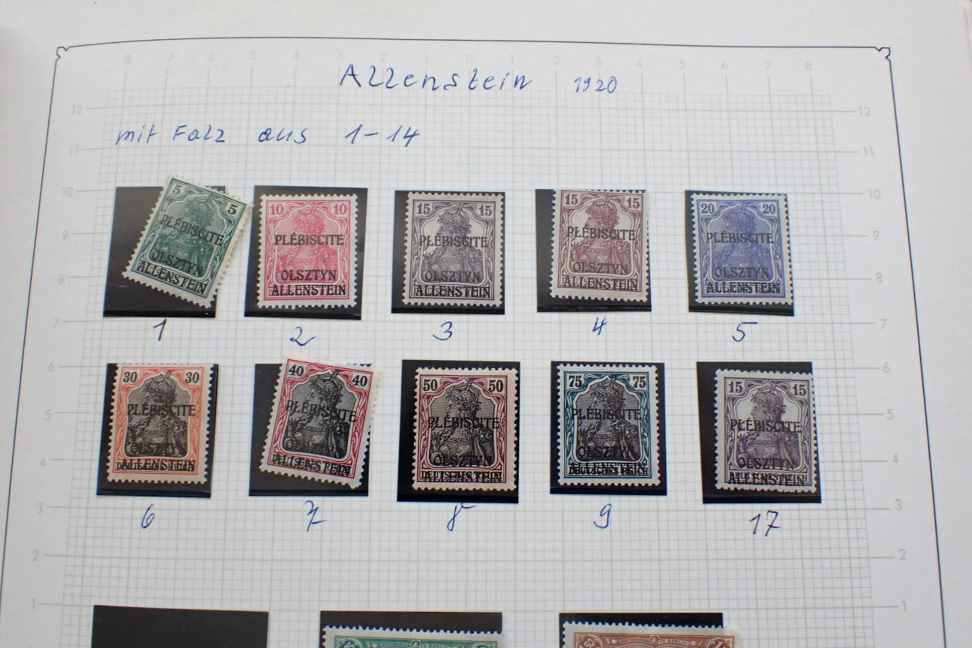 Allenstein 1920
mit Falz aus 1-14
5 5
PLÉBISCITE
OLSZTYN
ALLENSTEIN
10 10
PLÉBISCITE
OLSZTYN
ALLENSTEIN
15 15
PLÉBISCITE
OLSZTYN
ALLENSTEIN
15 15
PLÉBISCITE
OLSZTYN
ALLENSTEIN
20 20
PLÉBISCITE
OLSZTYN
ALLENSTEIN
1 2 3 4 5
30 30
PLÉBISCITE
OLSZTYN
ALLENSTEIN
40 40
PLÉBISCITE
OLSZTYN
ALLENSTEIN
50 50
PLÉBISCITE
OLSZTYN
ALLENSTEIN
75 75
PLÉBISCITE
OLSZTYN
ALLENSTEIN
15 15
PLÉBISCITE
OLSZTYN
ALLENSTEIN
6 7 8 9 17